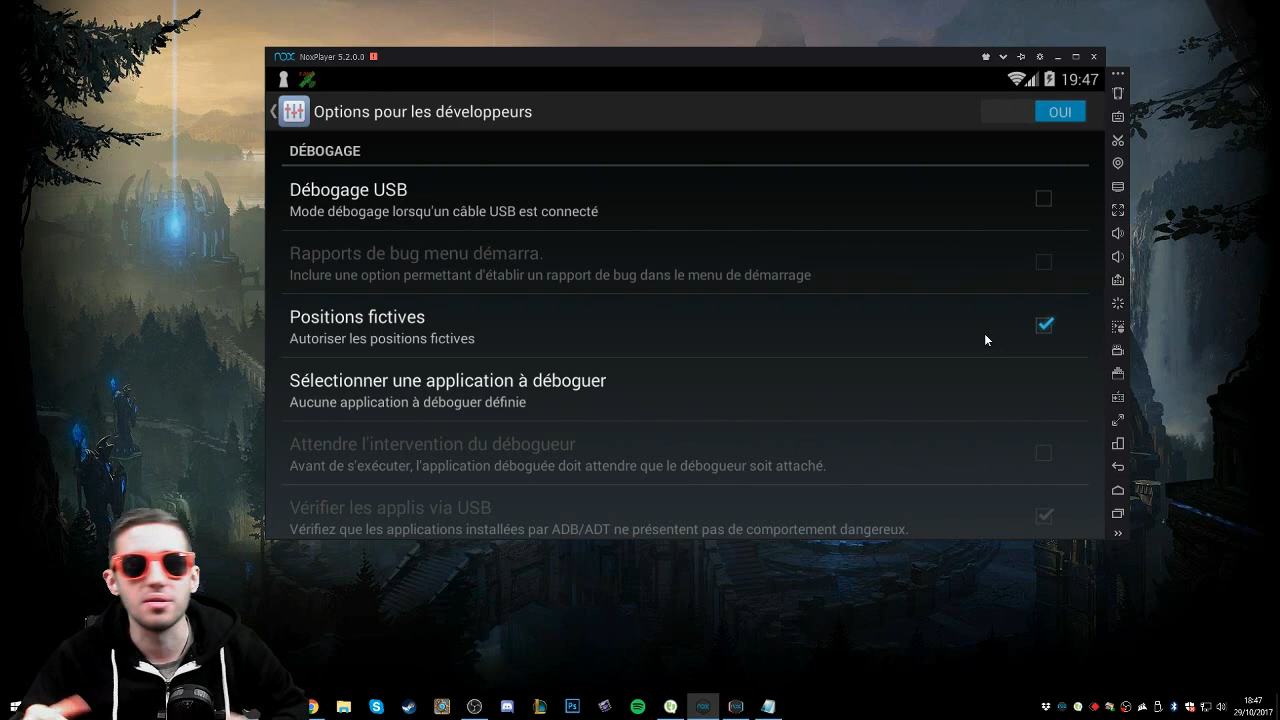 nox NoxPlayer 5.2.0.0
19:47
Options pour les développeurs
OUI
DÉBOGAGE
Débogage USB
Mode débogage lorsqu'un câble USB est connecté
Rapports de bug menu démarra.
Inclure une option permettant d'établir un rapport de bug dans le menu de démarrage
Positions fictives
Autoriser les positions fictives
Sélectionner une application à déboguer
Aucune application à déboguer définie
Attendre l'intervention du débogueur
Avant de s'exécuter, l'application déboguée doit attendre que le débogueur soit attaché.
Vérifier les applis via USB
Vérifiez que les applications installées par ADB/ADT ne présentent pas de comportement dangereux.
Ps
nox
18:47
29/10/2017